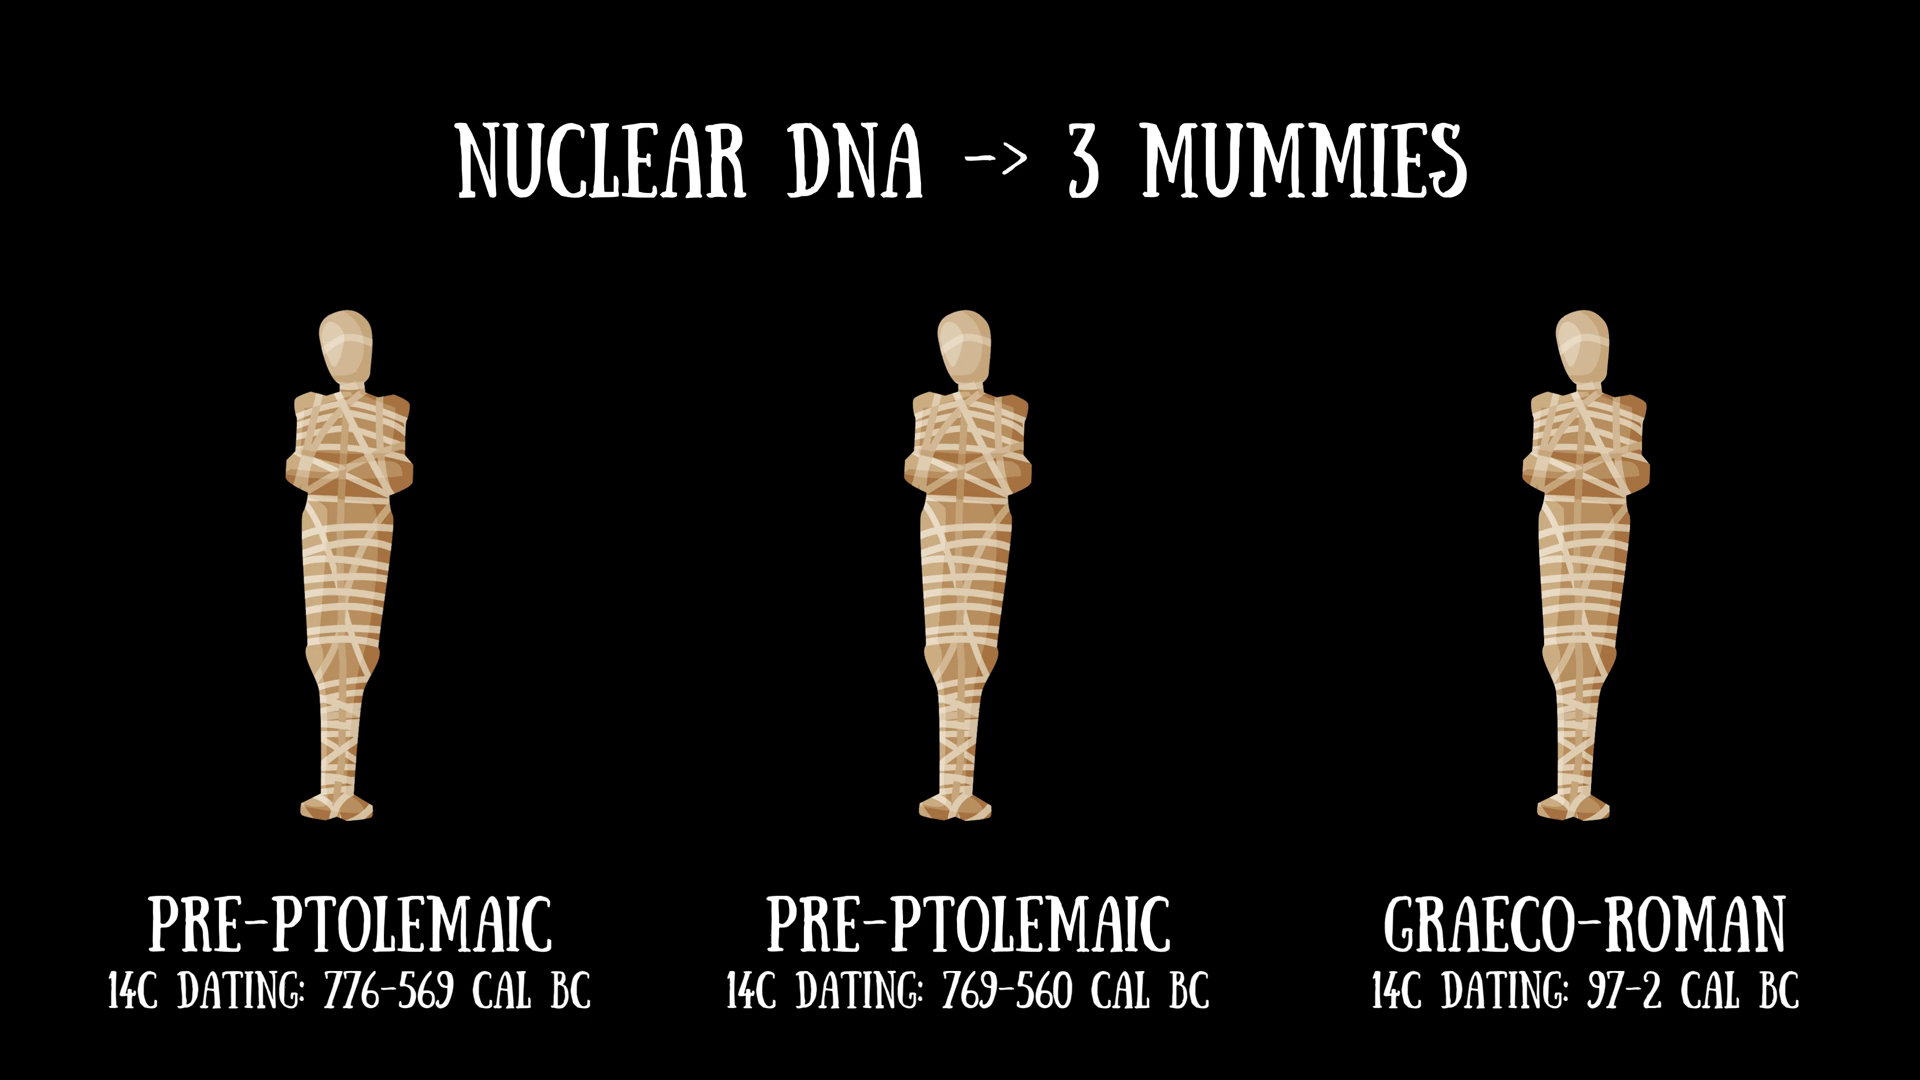 NUCLEAR DNA -> 3 MUMMIES
PRE-PTOLEMAIC
14C DATING: 776-569 CAL BC
PRE-PTOLEMAIC
14C DATING: 769-560 CAL BC
GRAECO-ROMAN
14C DATING: 97-2 CAL BC